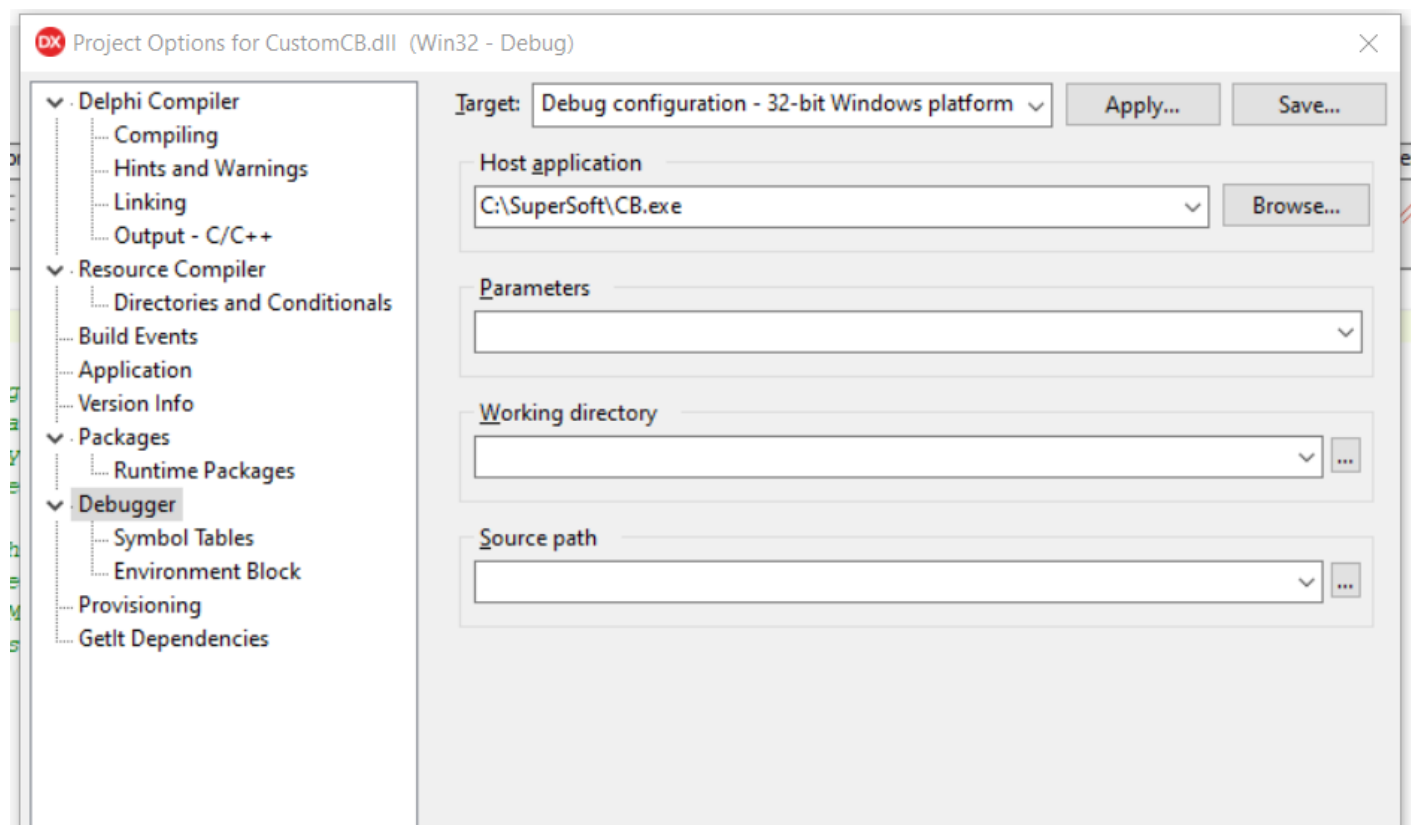 DX Project Options for CustomCB.dll (Win32 - Debug)
Delphi Compiler
Compiling
Hints and Warnings
Linking
Output - C/C++
Resource Compiler
Directories and Conditionals
Build Events
Application
Version Info
Packages
Runtime Packages
Debugger
Symbol Tables
Environment Block
Provisioning
GetIt Dependencies
Target: Debug configuration - 32-bit Windows platform Apply... Save...
Host application
C:\SuperSoft\CB.exe Browse...
Parameters
Working directory
...
Source path
...